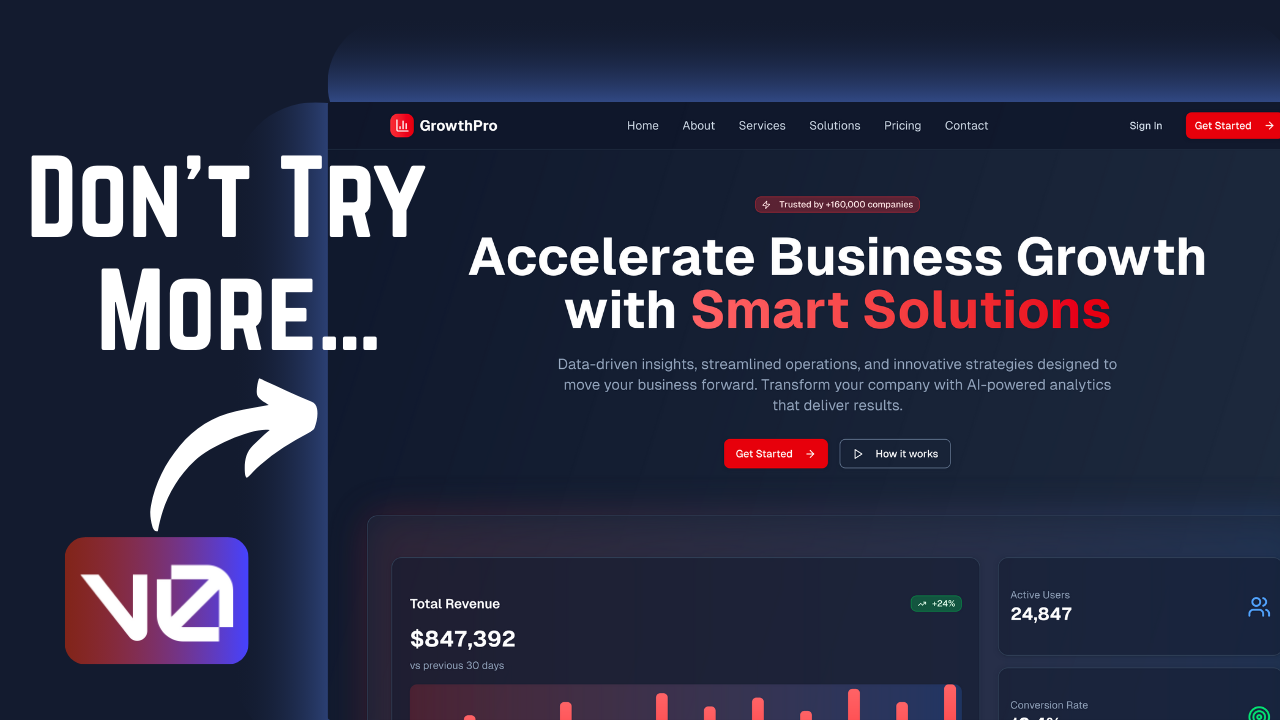 Don't Try
More...
v0
GrowthPro
Home
About
Services
Solutions
Pricing
Contact
Sign In
Get Started
Trusted by +160,000 companies
Accelerate Business Growth
with Smart Solutions
Data-driven insights, streamlined operations, and innovative strategies designed to
move your business forward. Transform your company with AI-powered analytics
that deliver results.
Get Started
How it works
Total Revenue
+24%
$847,392
vs previous 30 days
Active Users
24,847
Conversion Rate